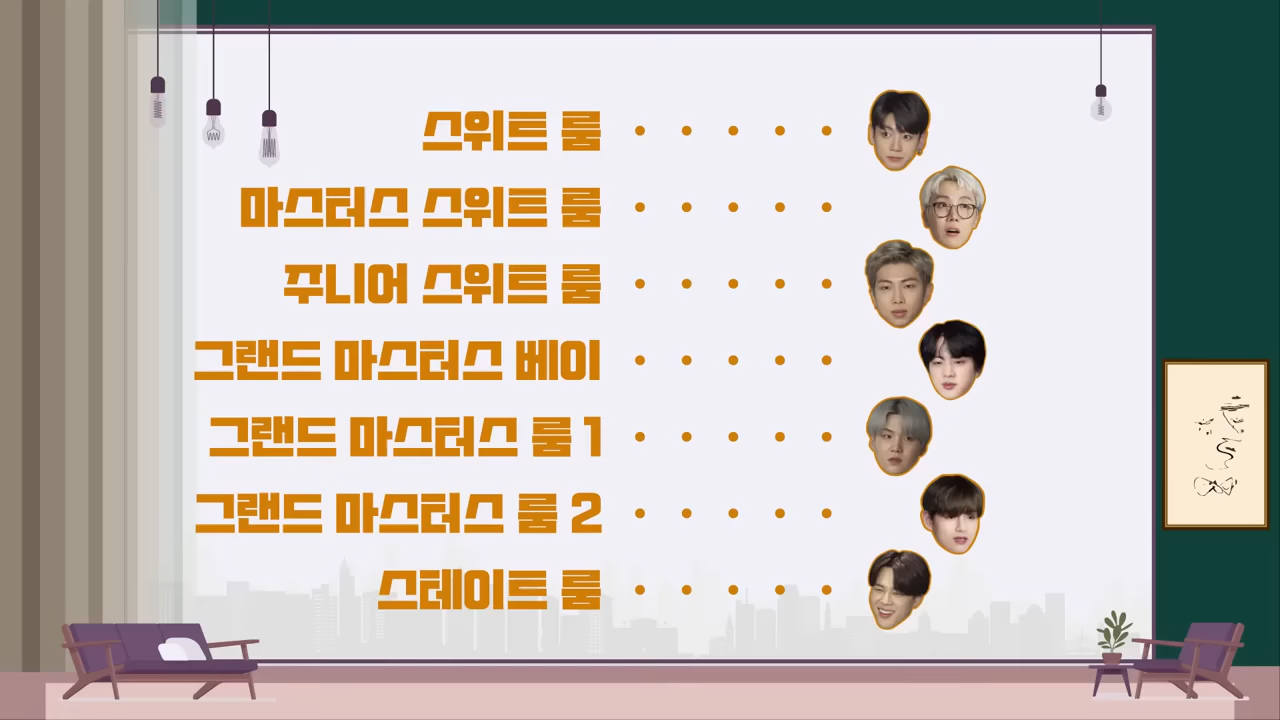 스위트 룸
마스터스 스위트 룸
쥬니어 스위트 룸
그랜드 마스터스 베이
그랜드 마스터스 룸 1
그랜드 마스터스 룸 2
스테이트 룸